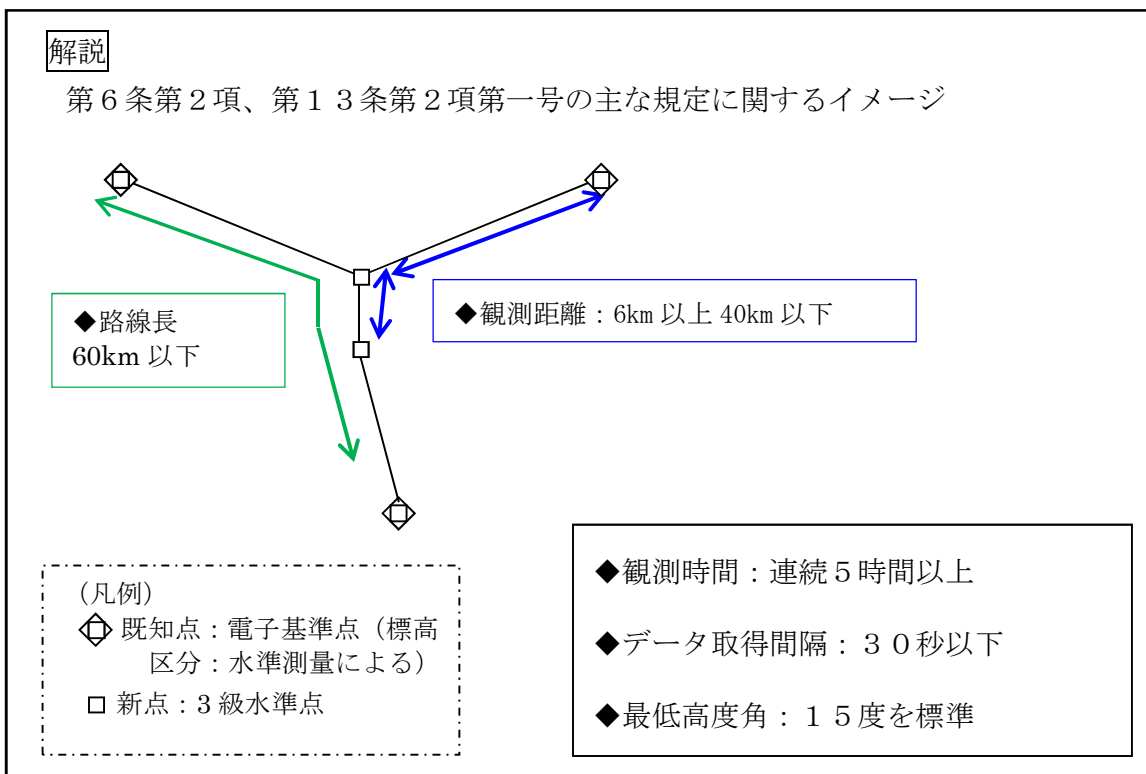 解説
第６条第２項、第１３条第２項第一号の主な規定に関するイメージ
◆路線長
60km 以下
◆観測距離：6km 以上 40km 以下
（凡例）
既知点：電子基準点（標高
区分：水準測量による）
新点：3 級水準点
◆観測時間：連続５時間以上
◆データ取得間隔：３０秒以下
◆最低高度角：１５度を標準